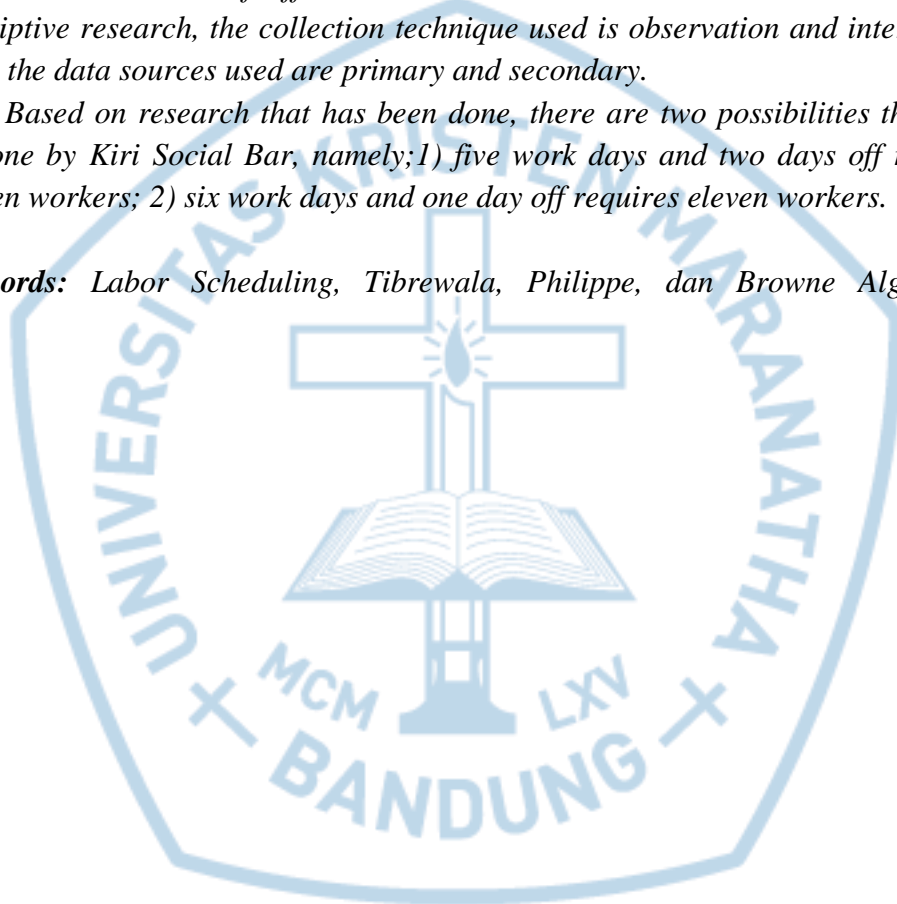 iptive research, the collection technique used is observation and inte
the data sources used are primary and secondary.
Based on research that has been done, there are two possibilities th
one by Kiri Social Bar, namely;1) five work days and two days off r
en workers; 2) six work days and one day off requires eleven workers.
ords: Labor Scheduling, Tibrewala, Philippe, dan Browne Alg
UNIVERSITAS KRISTEN MARANATHA
MCM LXV
BANDUNG